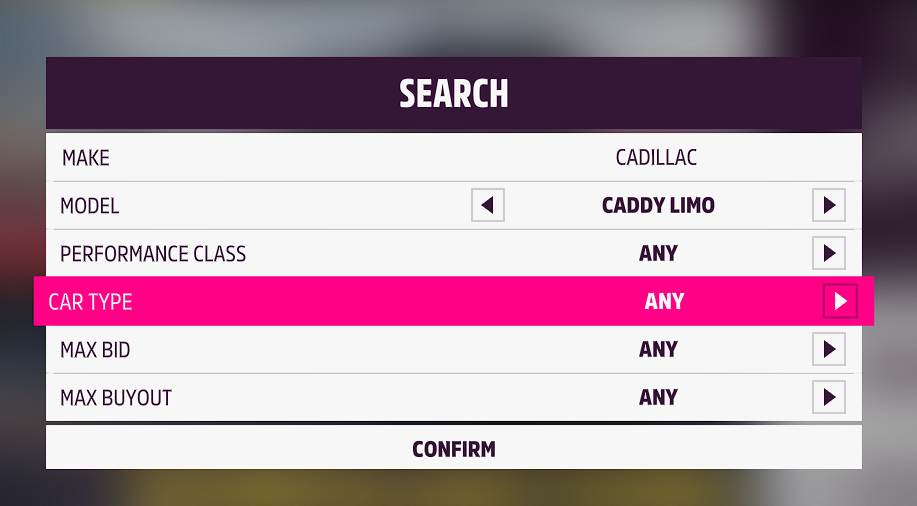 SEARCH
MAKE CADILLAC
MODEL CADDY LIMO
PERFORMANCE CLASS ANY
CAR TYPE ANY
MAX BID ANY
MAX BUYOUT ANY
CONFIRM